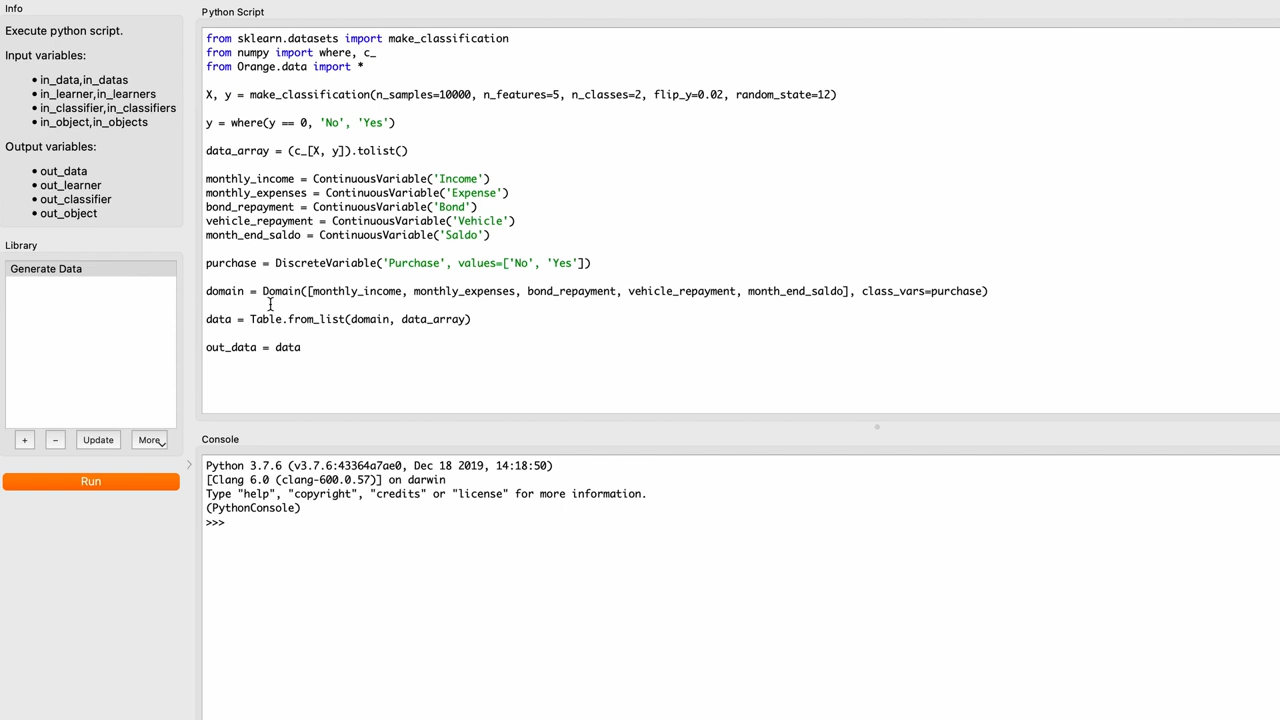 Info
Execute python script.
Input variables:
• in_data,in_datas
• in_learner,in_learners
• in_classifier,in_classifiers
• in_object,in_objects
Output variables:
• out_data
• out_learner
• out_classifier
• out_object
Library
Generate Data
+ − Update More
Run
Python Script
from sklearn.datasets import make_classification
from numpy import where, c_
from Orange.data import *
X, y = make_classification(n_samples=10000, n_features=5, n_classes=2, flip_y=0.02, random_state=12)
y = where(y == 0, 'No', 'Yes')
data_array = (c_[X, y]).tolist()
monthly_income = ContinuousVariable('Income')
monthly_expenses = ContinuousVariable('Expense')
bond_repayment = ContinuousVariable('Bond')
vehicle_repayment = ContinuousVariable('Vehicle')
month_end_saldo = ContinuousVariable('Saldo')
purchase = DiscreteVariable('Purchase', values=['No', 'Yes'])
domain = Domain([monthly_income, monthly_expenses, bond_repayment, vehicle_repayment, month_end_saldo], class_vars=purchase)
data = Table.from_list(domain, data_array)
out_data = data
Console
Python 3.7.6 (v3.7.6:43364a7ae0, Dec 18 2019, 14:18:50)
[Clang 6.0 (clang-600.0.57)] on darwin
Type "help", "copyright", "credits" or "license" for more information.
(PythonConsole)
>>>